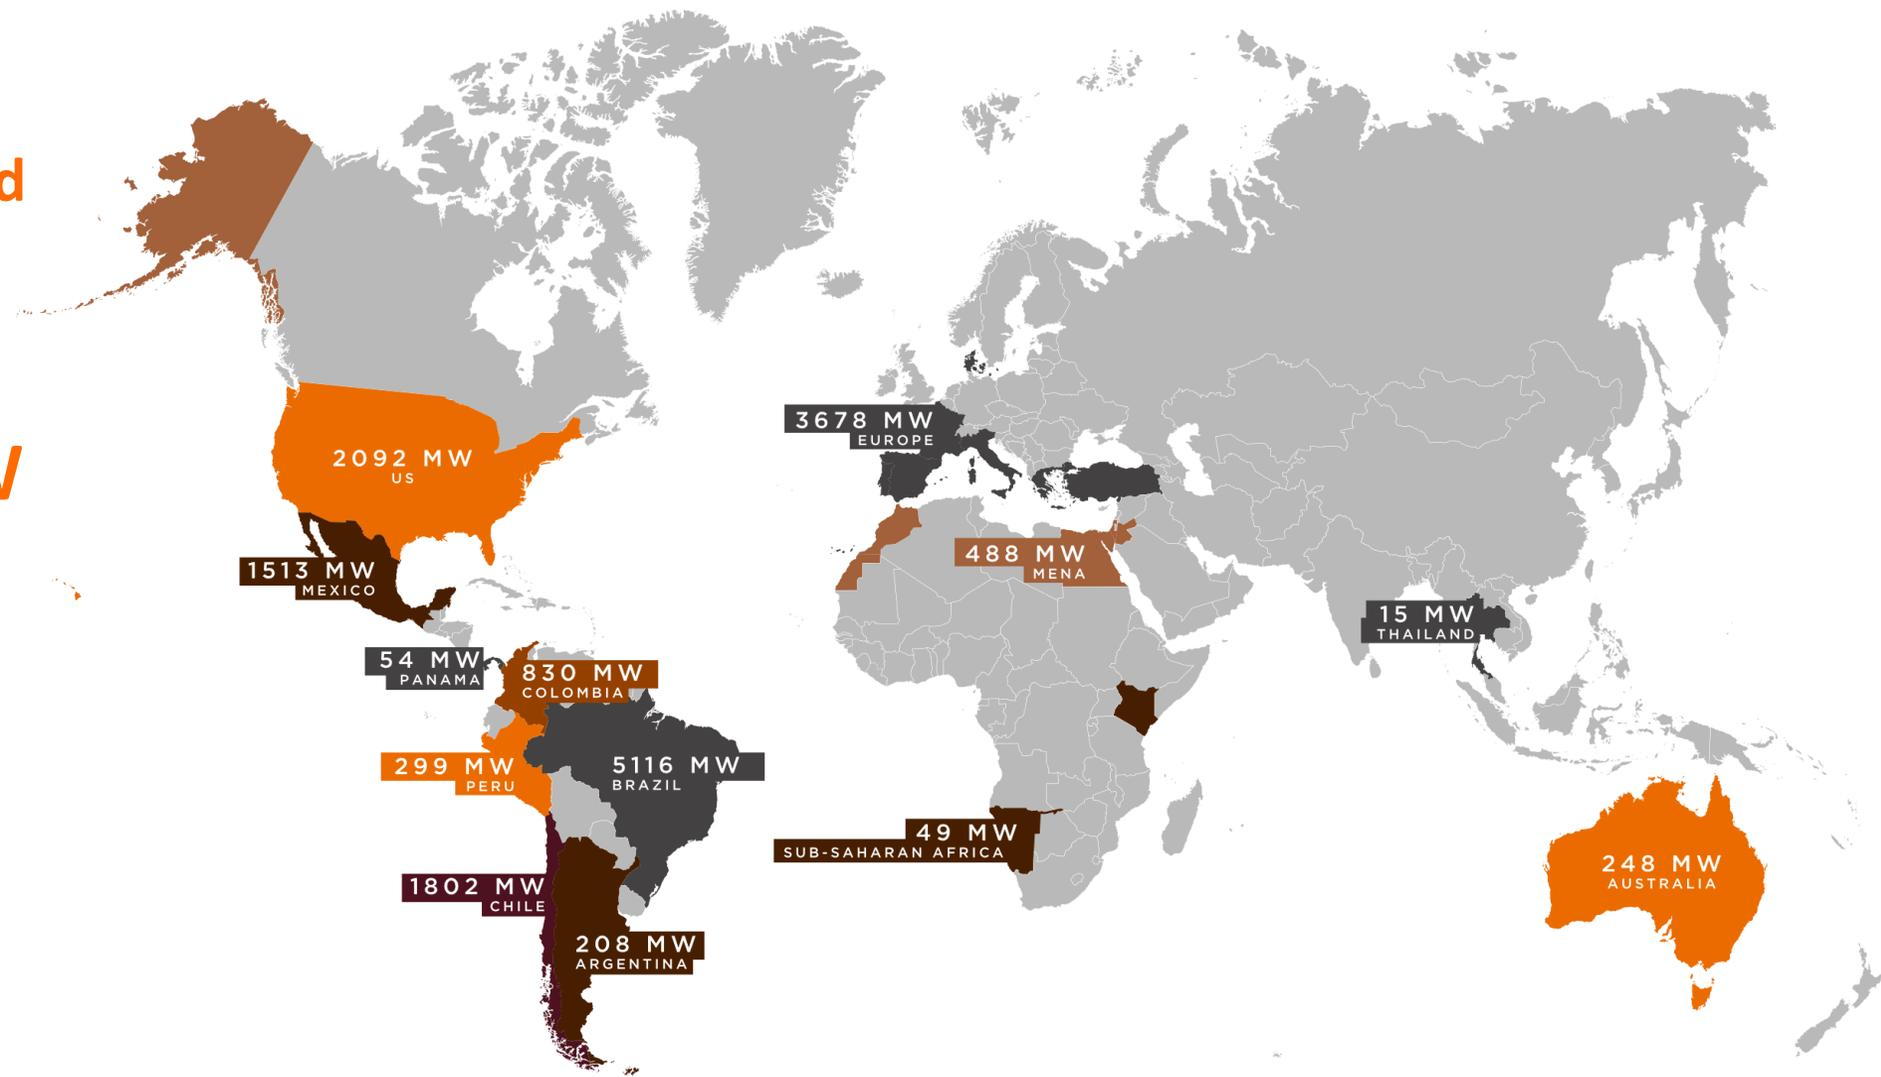 d
W
2092 MW
US
1513 MW
MEXICO
54 MW
PANAMA
830 MW
COLOMBIA
299 MW
PERU
5116 MW
BRAZIL
1802 MW
CHILE
208 MW
ARGENTINA
3678 MW
EUROPE
488 MW
MENA
49 MW
SUB-SAHARAN AFRICA
15 MW
THAILAND
248 MW
AUSTRALIA